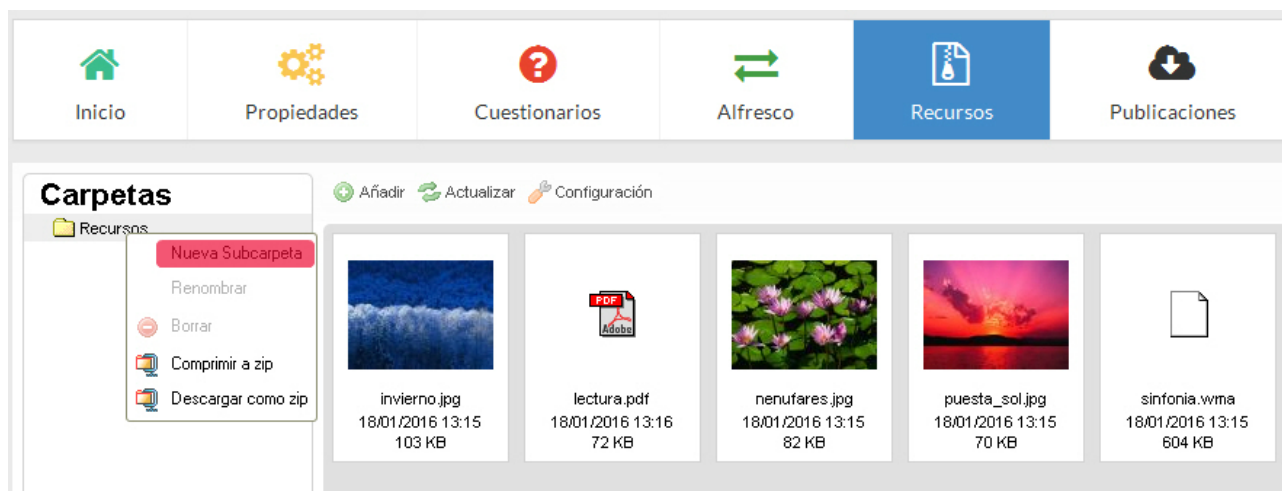 Inicio
Propiedades
Cuestionarios
Alfresco
Recursos
Publicaciones
Carpetas
Recursos
Nueva Subcarpeta
Renombrar
Borrar
Comprimir a zip
Descargar como zip
Añadir
Actualizar
Configuración
invierno.jpg
18/01/2016 13:15
103 KB
PDF
Adobe
lectura.pdf
18/01/2016 13:16
72 KB
nenufares.jpg
18/01/2016 13:15
82 KB
puesta_sol.jpg
18/01/2016 13:15
70 KB
sinfonia.wma
18/01/2016 13:15
604 KB